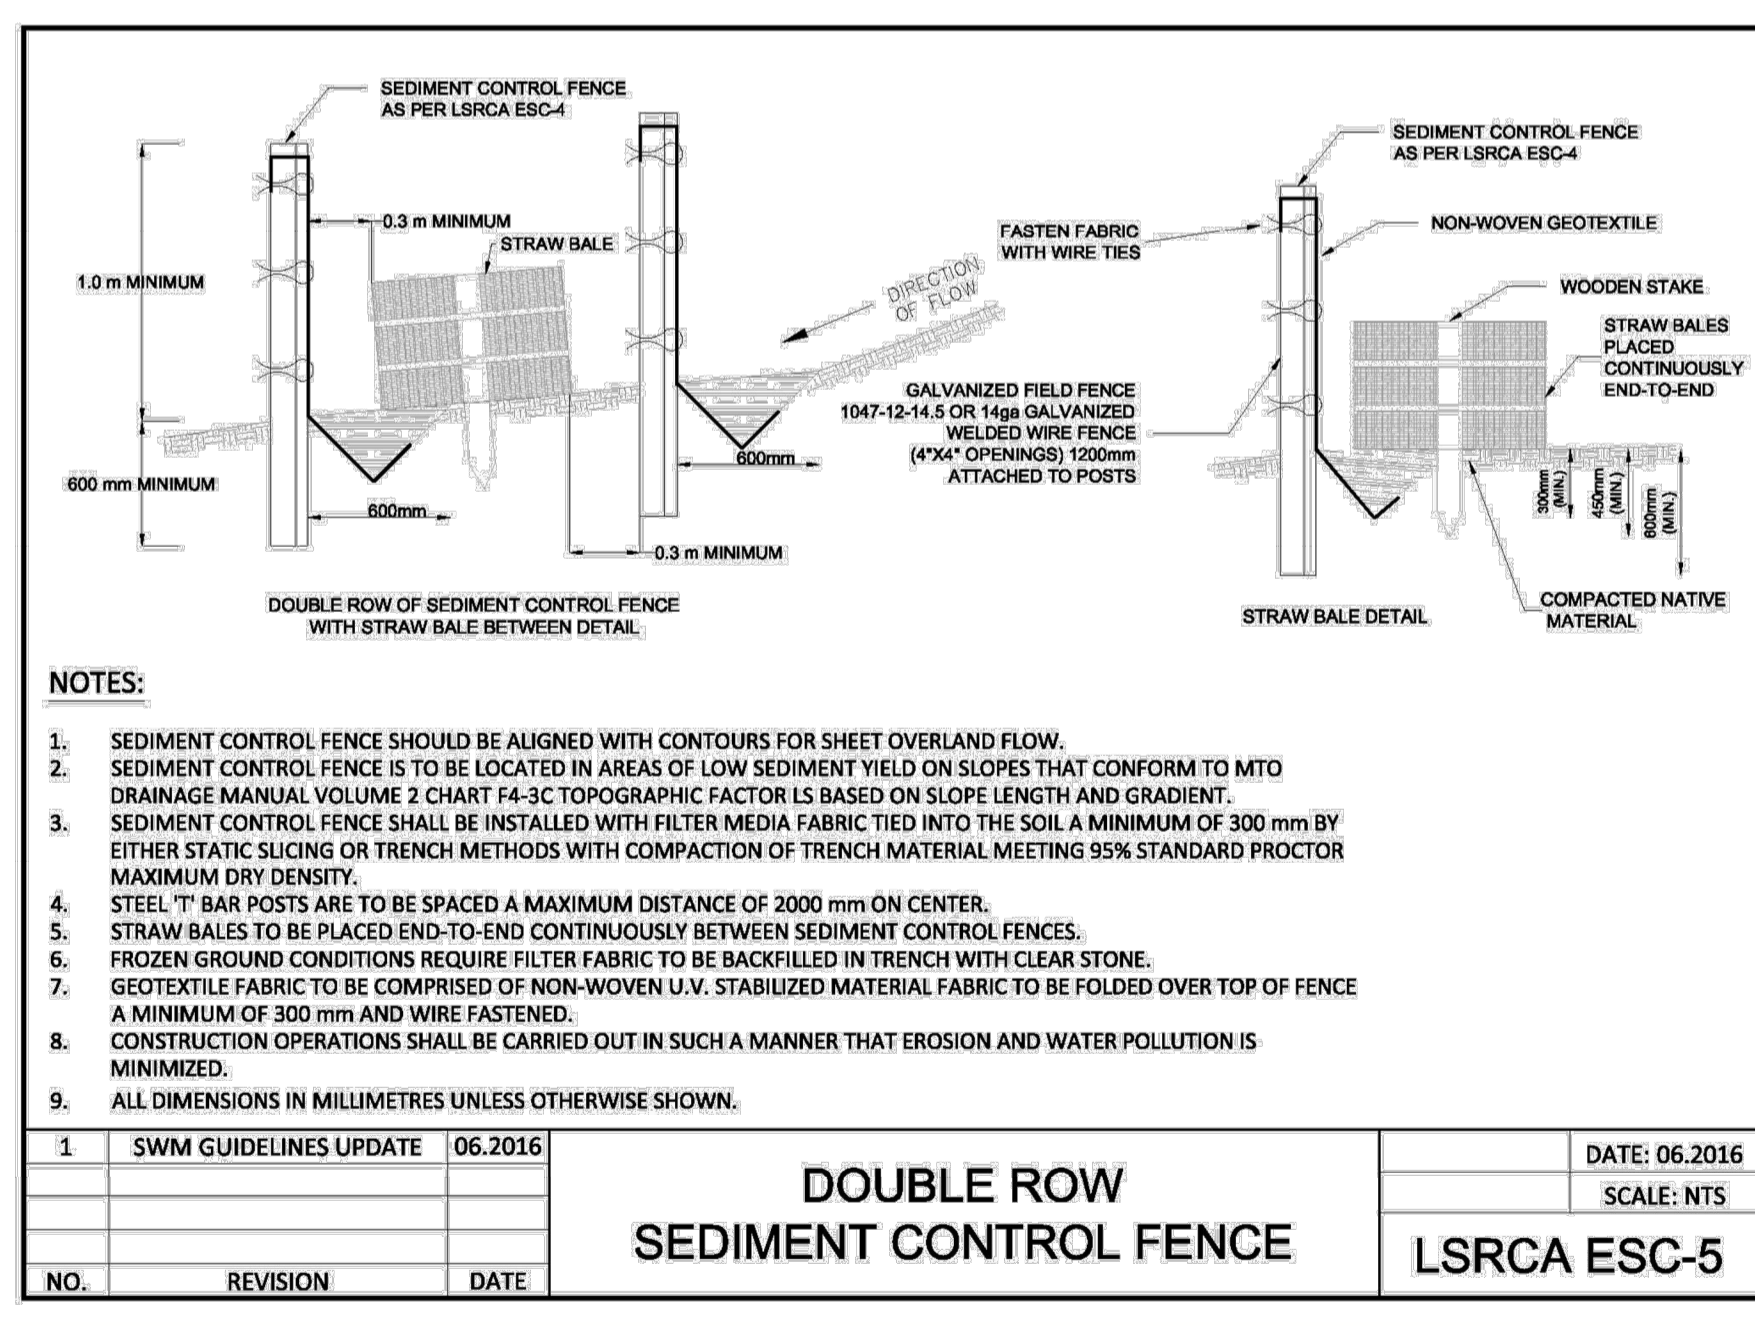 SEDIMENT CONTROL FENCE
AS PER LSRCA ESC-4
0.3 m MINIMUM
STRAW BALE
1.0 m MINIMUM
600 mm MINIMUM
600mm
600mm
0.3 m MINIMUM
DIRECTION
OF FLOW
DOUBLE ROW OF SEDIMENT CONTROL FENCE
WITH STRAW BALE BETWEEN DETAIL
SEDIMENT CONTROL FENCE
AS PER LSRCA ESC-4
FASTEN FABRIC
WITH WIRE TIES
NON-WOVEN GEOTEXTILE
WOODEN STAKE
STRAW BALES
PLACED
CONTINUOUSLY
END-TO-END
GALVANIZED FIELD FENCE
1047-12-14.5 OR 14ga GALVANIZED
WELDED WIRE FENCE
(4"X4" OPENINGS) 1200mm
ATTACHED TO POSTS
300mm
(MIN.)
450mm
(MIN.)
600mm
(MIN.)
COMPACTED NATIVE
MATERIAL
STRAW BALE DETAIL
NOTES:
1. SEDIMENT CONTROL FENCE SHOULD BE ALIGNED WITH CONTOURS FOR SHEET OVERLAND FLOW.
2. SEDIMENT CONTROL FENCE IS TO BE LOCATED IN AREAS OF LOW SEDIMENT YIELD ON SLOPES THAT CONFORM TO MTO
DRAINAGE MANUAL VOLUME 2 CHART F4-3C TOPOGRAPHIC FACTOR LS BASED ON SLOPE LENGTH AND GRADIENT.
3. SEDIMENT CONTROL FENCE SHALL BE INSTALLED WITH FILTER MEDIA FABRIC TIED INTO THE SOIL A MINIMUM OF 300 mm BY
EITHER STATIC SLICING OR TRENCH METHODS WITH COMPACTION OF TRENCH MATERIAL MEETING 95% STANDARD PROCTOR
MAXIMUM DRY DENSITY.
4. STEEL 'T' BAR POSTS ARE TO BE SPACED A MAXIMUM DISTANCE OF 2000 mm ON CENTER.
5. STRAW BALES TO BE PLACED END-TO-END CONTINUOUSLY BETWEEN SEDIMENT CONTROL FENCES.
6. FROZEN GROUND CONDITIONS REQUIRE FILTER FABRIC TO BE BACKFILLED IN TRENCH WITH CLEAR STONE.
7. GEOTEXTILE FABRIC TO BE COMPRISED OF NON-WOVEN U.V. STABILIZED MATERIAL FABRIC TO BE FOLDED OVER TOP OF FENCE
A MINIMUM OF 300 mm AND WIRE FASTENED.
8. CONSTRUCTION OPERATIONS SHALL BE CARRIED OUT IN SUCH A MANNER THAT EROSION AND WATER POLLUTION IS
MINIMIZED.
9. ALL DIMENSIONS IN MILLIMETRES UNLESS OTHERWISE SHOWN.
1 SWM GUIDELINES UPDATE 06.2016
NO. REVISION DATE
DOUBLE ROW
SEDIMENT CONTROL FENCE
DATE: 06.2016
SCALE: NTS
LSRCA ESC-5